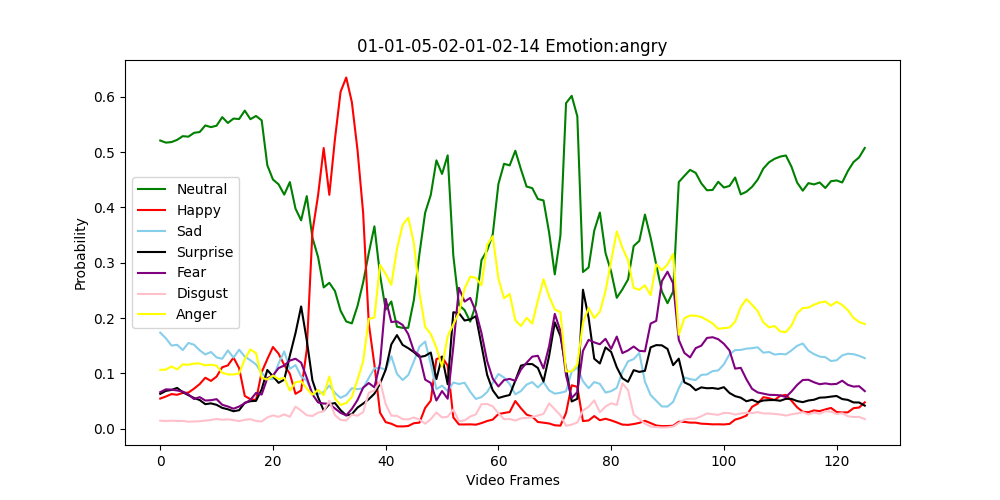 01-01-05-02-01-02-14 Emotion:angry
Probability
0.6
0.5
0.4
0.3
0.2
0.1
0.0
Neutral
Happy
Sad
Surprise
Fear
Disgust
Anger
0 20 40 60 80 100 120
Video Frames